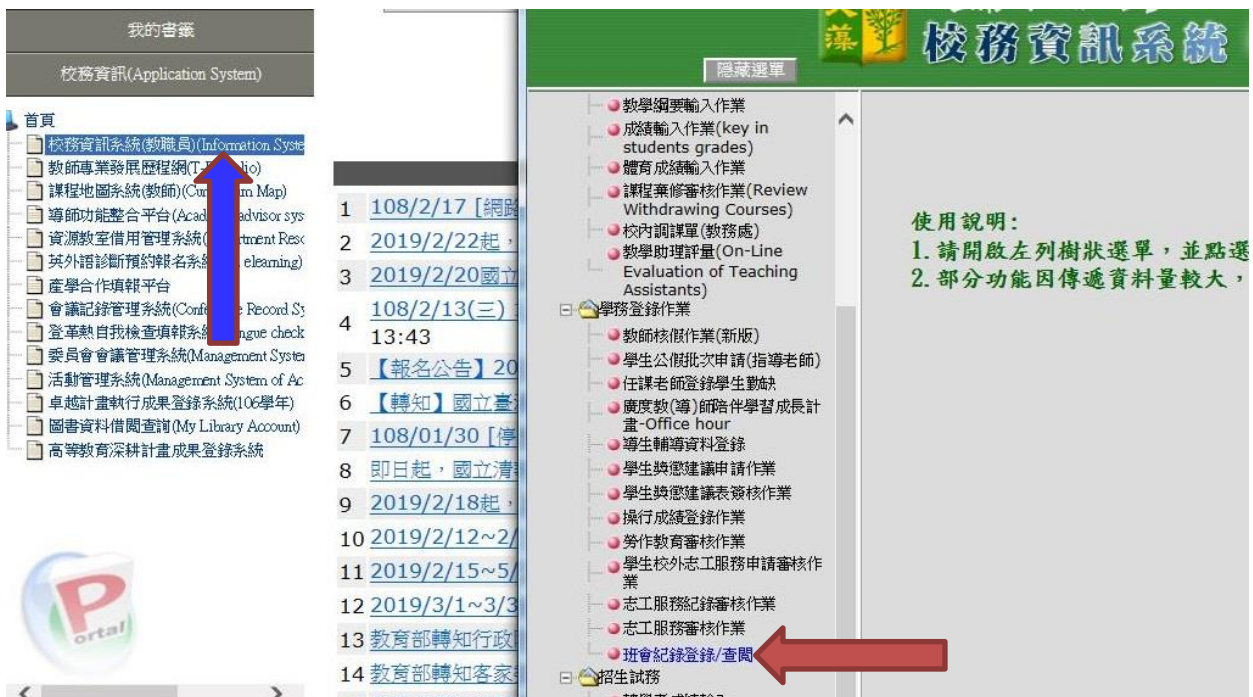 我的書籤
校務資訊(Application System)
首頁
校務資訊系統(教職員)(Information Syste
教師專業發展歷程網(T-
lio)
課程地圖系統(教師)(Cur
m Map)
導師功能整合平台(Acad
advisor sys
資源教室借用管理系統(
rtment Reso
英外語診斷預約報名系
elearning)
產學合作填報平台
會議記錄管理系統(Conf
e Record Sy
登革熱自我檢查填報系
ngue check
委員會會議管理系統(Management Syster
活動管理系統(Management System of Ac
卓越計畫執行成果登錄系統(106學年)
圖書資料借閱查詢(My Library Account)
高等教育深耕計畫成果登錄系統
Portal
1 108/2/17 [網路
2 2019/2/22起,
3 2019/2/20國立
4 108/2/13(三)
13:43
5 【報名公告】20
6 【轉知】國立臺
7 108/01/30 [停
8 即日起,國立清
9 2019/2/18起,
10 2019/2/12~2/
11 2019/2/15~5/
12 2019/3/1~3/3
13 教育部轉知行政
14 教育部轉知客家
藻
校務資訊系統
隱藏選單
教學綱要輸入作業
成績輸入作業(key in
students grades)
體育成績輸入作業
課程棄修審核作業(Review
Withdrawing Courses)
校內調課單(教務處)
教學助理評量(On-Line
Evaluation of Teaching
Assistants)
學務登錄作業
教師核假作業(新版)
學生公假批次申請(指導老師)
任課老師登錄學生勤缺
廣度教(導)師陪伴學習成長計
畫-Office hour
導生輔導資料登錄
學生獎懲建議申請作業
學生獎懲建議表簽核作業
操行成績登錄作業
勞作教育審核作業
學生校外志工服務申請審核作
業
志工服務紀錄審核作業
志工服務審核作業
班會紀錄登錄/查閱
招生試務
使用說明:
1.請開啟左列樹狀選單,並點選
2.部分功能因傳遞資料量較大,